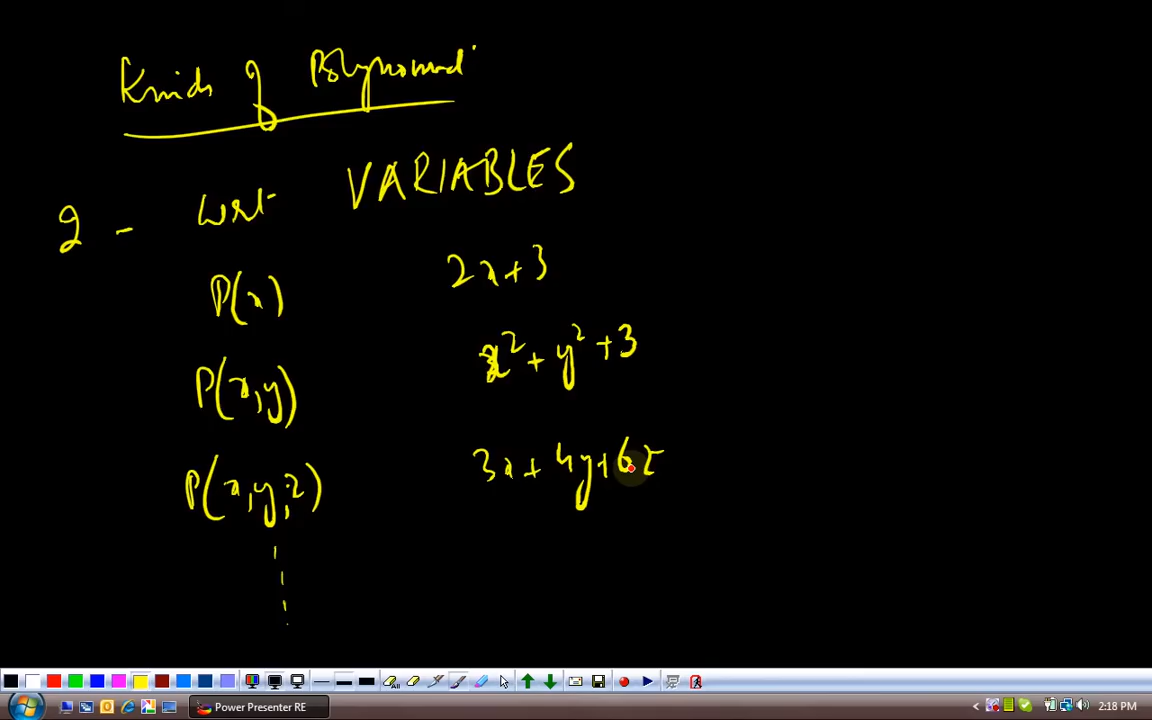 Kinds of Polynomial
2 - wrt VARIABLES
P(x) 2x+3
P(x,y) x²+y²+3
P(x,y,z) 3x+4y+6z
Power Presenter RE
2:18 PM